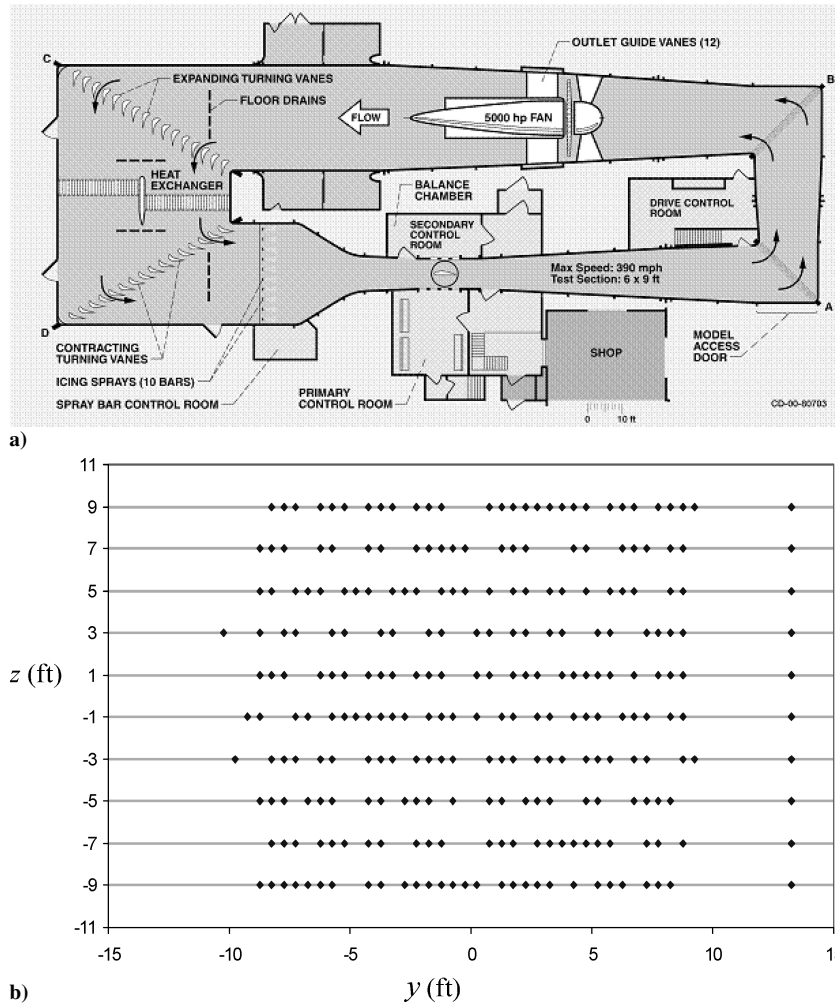 OUTLET GUIDE VANES (12)
C
EXPANDING TURNING VANES
B
FLOOR DRAINS
FLOW
5000 hp FAN
HEAT
EXCHANGER
BALANCE
CHAMBER
DRIVE CONTROL
ROOM
SECONDARY
CONTROL
ROOM
Max Speed: 390 mph
Test Section: 6 x 9 ft
D
A
CONTRACTING
TURNING VANES
MODEL
ACCESS
DOOR
SHOP
ICING SPRAYS (10 BARS)
SPRAY BAR CONTROL ROOM
PRIMARY
CONTROL ROOM
0 10 ft
CD-00-80703
a)
11
9
7
5
3
1
-1
-3
-5
-7
-9
-11
z (ft)
-15 -10 -5 0 5 10
y (ft)
b)